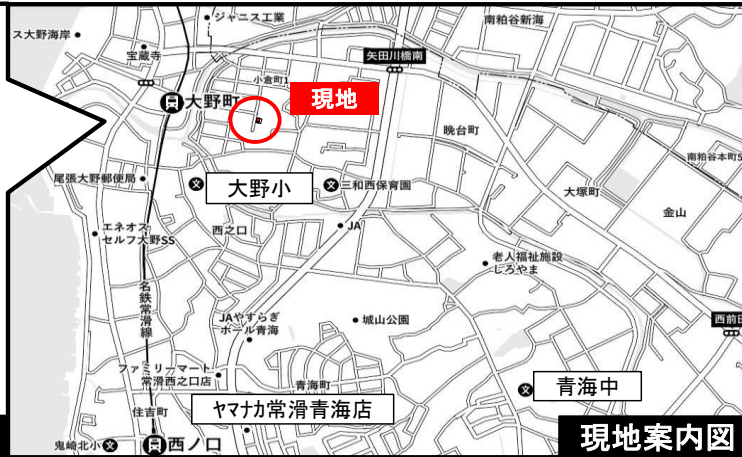 ジャニス工業
南粕谷新海
ス大野海岸
宝蔵寺
矢田川橋南
小倉町1
大野町
現地
晩台町
南粕谷本町5
尾張大野郵便局
大野小
三和西保育園
大塚町
金山
エネオス
セルフ大野SS
西之口
JA
老人福祉施設
しろやま
名鉄常滑線
JAやすらぎ
ホール青海
城山公園
西前田
ファミリーマート
常滑西之口店
青海町
青海中
住吉町
ヤマナカ常滑青海店
鬼崎北小
西ノ口
現地案内図